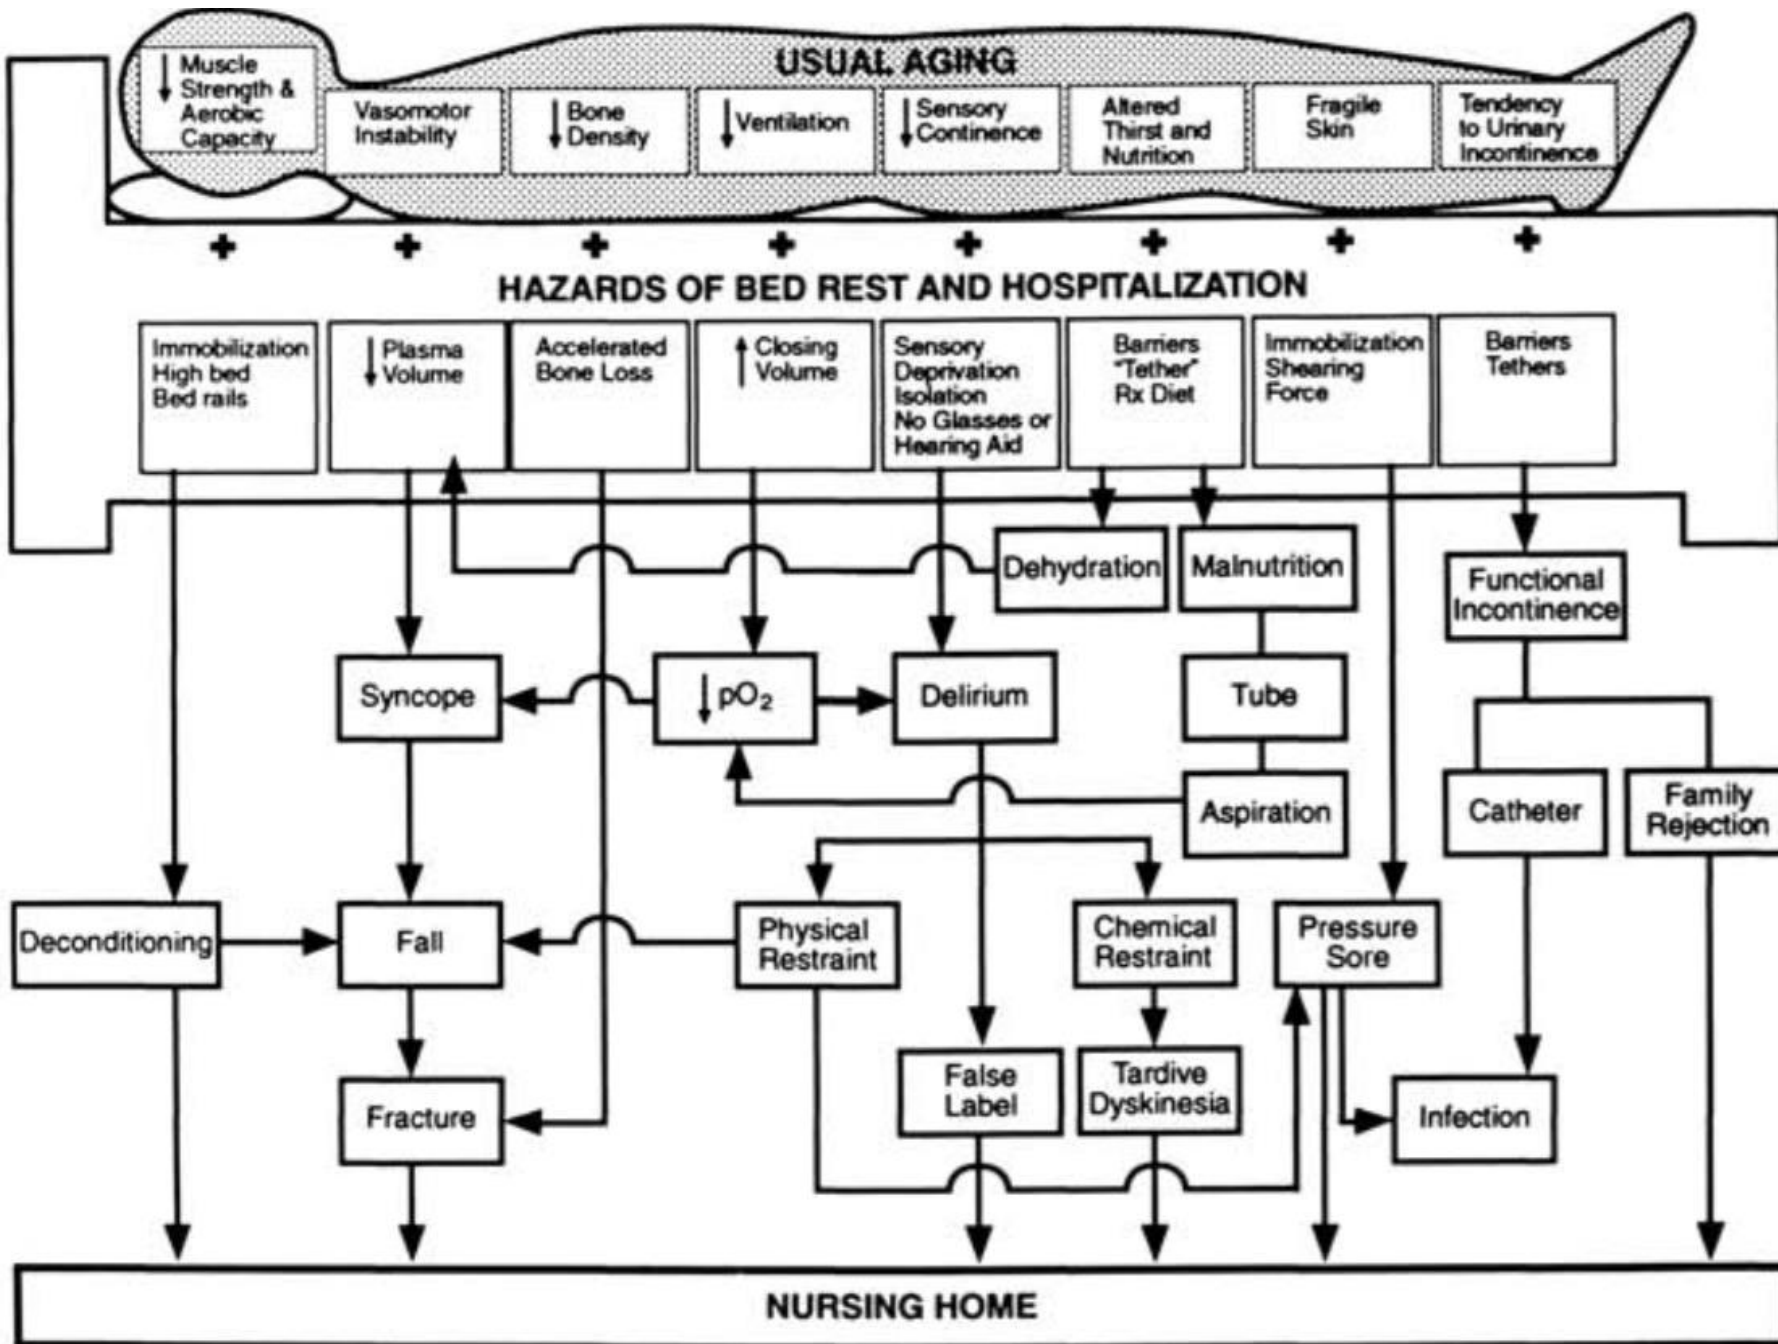 USUAL AGING
↓ Muscle
Strength &
Aerobic
Capacity
Vasomotor
Instability
↓ Bone
Density
↓ Ventilation
↓ Sensory
Continence
Altered
Thirst and
Nutrition
Fragile
Skin
Tendency
to Urinary
Incontinence
+ + + + + + + +
HAZARDS OF BED REST AND HOSPITALIZATION
Immobilization
High bed
Bed rails
↓ Plasma
Volume
Accelerated
Bone Loss
↑ Closing
Volume
Sensory
Deprivation
Isolation
No Glasses or
Hearing Aid
Barriers
"Tether"
Rx Diet
Immobilization
Shearing
Force
Barriers
Tethers
Dehydration
Malnutrition
Functional
Incontinence
Syncope
↓ pO₂
Delirium
Tube
Aspiration
Catheter
Family
Rejection
Deconditioning
Fall
Physical
Restraint
Chemical
Restraint
Pressure
Sore
Fracture
False
Label
Tardive
Dyskinesia
Infection
NURSING HOME